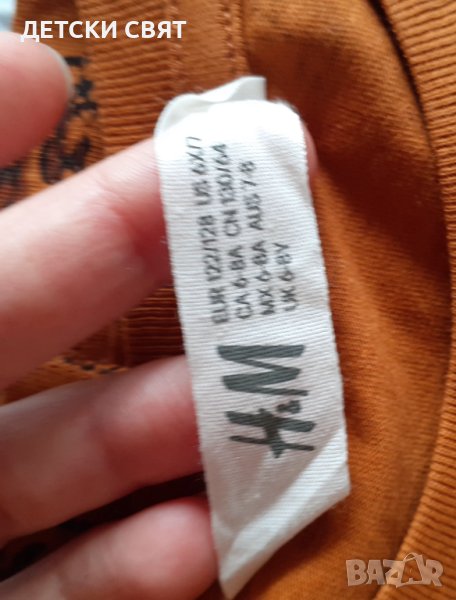 ДЕТСКИ СВЯТ
EUR 122/128 US 6X/7
CA 6-8A CN 130/64
MX 6-8A AUS 7-8
UK 6-8Y
H&M
BAZAR